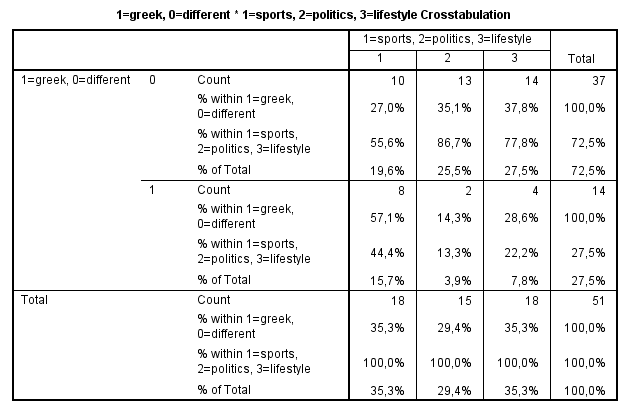 1=greek, 0=different * 1=sports, 2=politics, 3=lifestyle Crosstabulation
1=sports, 2=politics, 3=lifestyle
1 2 3 Total
1=greek, 0=different 0 Count 10 13 14 37
% within 1=greek,
0=different 27,0% 35,1% 37,8% 100,0%
% within 1=sports,
2=politics, 3=lifestyle 55,6% 86,7% 77,8% 72,5%
% of Total 19,6% 25,5% 27,5% 72,5%
1 Count 8 2 4 14
% within 1=greek,
0=different 57,1% 14,3% 28,6% 100,0%
% within 1=sports,
2=politics, 3=lifestyle 44,4% 13,3% 22,2% 27,5%
% of Total 15,7% 3,9% 7,8% 27,5%
Total Count 18 15 18 51
% within 1=greek,
0=different 35,3% 29,4% 35,3% 100,0%
% within 1=sports,
2=politics, 3=lifestyle 100,0% 100,0% 100,0% 100,0%
% of Total 35,3% 29,4% 35,3% 100,0%